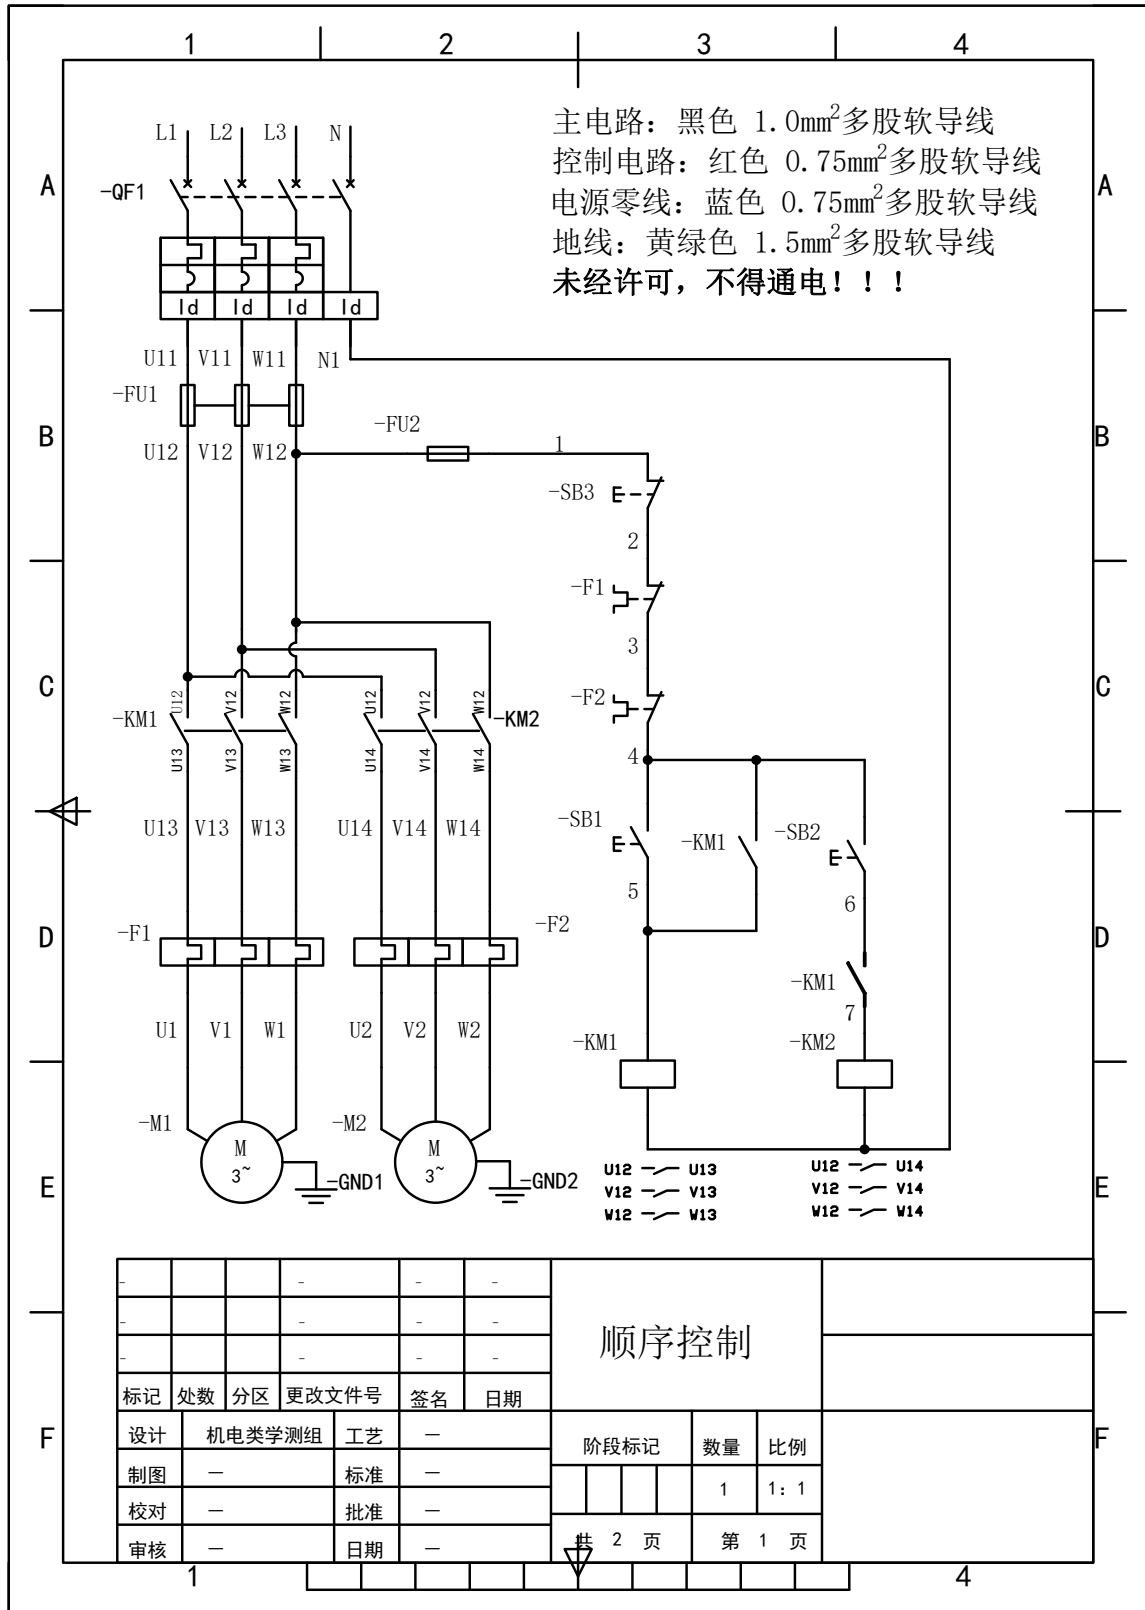 1 2 3 4
L1 L2 L3 N
主电路：黑色 1.0mm²多股软导线
控制电路：红色 0.75mm²多股软导线
电源零线：蓝色 0.75mm²多股软导线
地线：黄绿色 1.5mm²多股软导线
未经许可，不得通电！！！
A A
-QF1
Id Id Id Id
U11 V11 W11 N1
-FU1
B B
-FU2
U12 V12 W12
1
-SB3
2
-F1
3
C C
-F2
U12 V12 W12 U12 V12 W12
-KM1 -KM2
U13 V13 W13 U14 V14 W14
4
U13 V13 W13 U14 V14 W14
-SB1 -KM1 -SB2
5 6
D D
-F1 -F2
-KM1
7
U1 V1 W1 U2 V2 W2
-KM1 -KM2
-M1 -M2
M 3~ M 3~
-GND1 -GND2
E E
U12 U13 U12 U14
V12 V13 V12 V14
W12 W13 W12 W14
- - - -
- - - -
- - - -
顺序控制
标记 处数 分区 更改文件号 签名 日期
F F
设计 机电类学测组 工艺 —
阶段标记 数量 比例
制图 — 标准 —
1 1:1
校对 — 批准 —
共 2 页 第 1 页
审核 — 日期 —
1 4